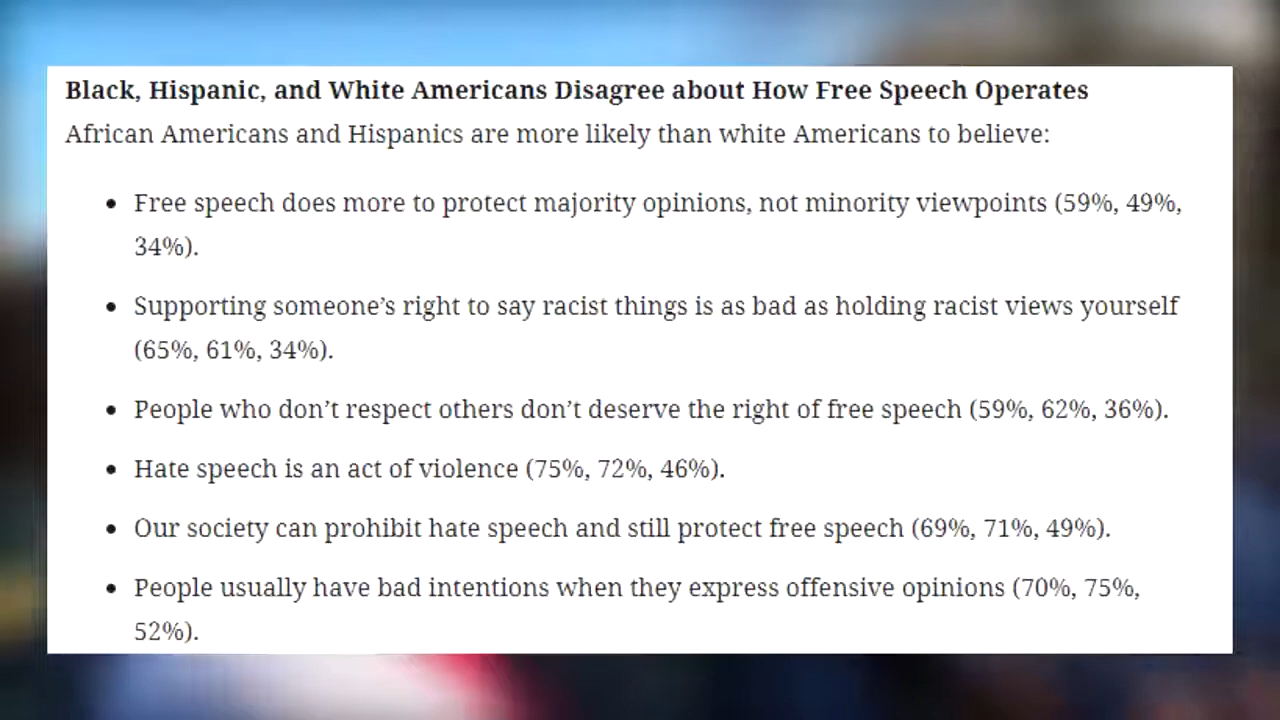 Black, Hispanic, and White Americans Disagree about How Free Speech Operates
African Americans and Hispanics are more likely than white Americans to believe:
• Free speech does more to protect majority opinions, not minority viewpoints (59%, 49%,
34%).
• Supporting someone’s right to say racist things is as bad as holding racist views yourself
(65%, 61%, 34%).
• People who don’t respect others don’t deserve the right of free speech (59%, 62%, 36%).
• Hate speech is an act of violence (75%, 72%, 46%).
• Our society can prohibit hate speech and still protect free speech (69%, 71%, 49%).
• People usually have bad intentions when they express offensive opinions (70%, 75%,
52%).